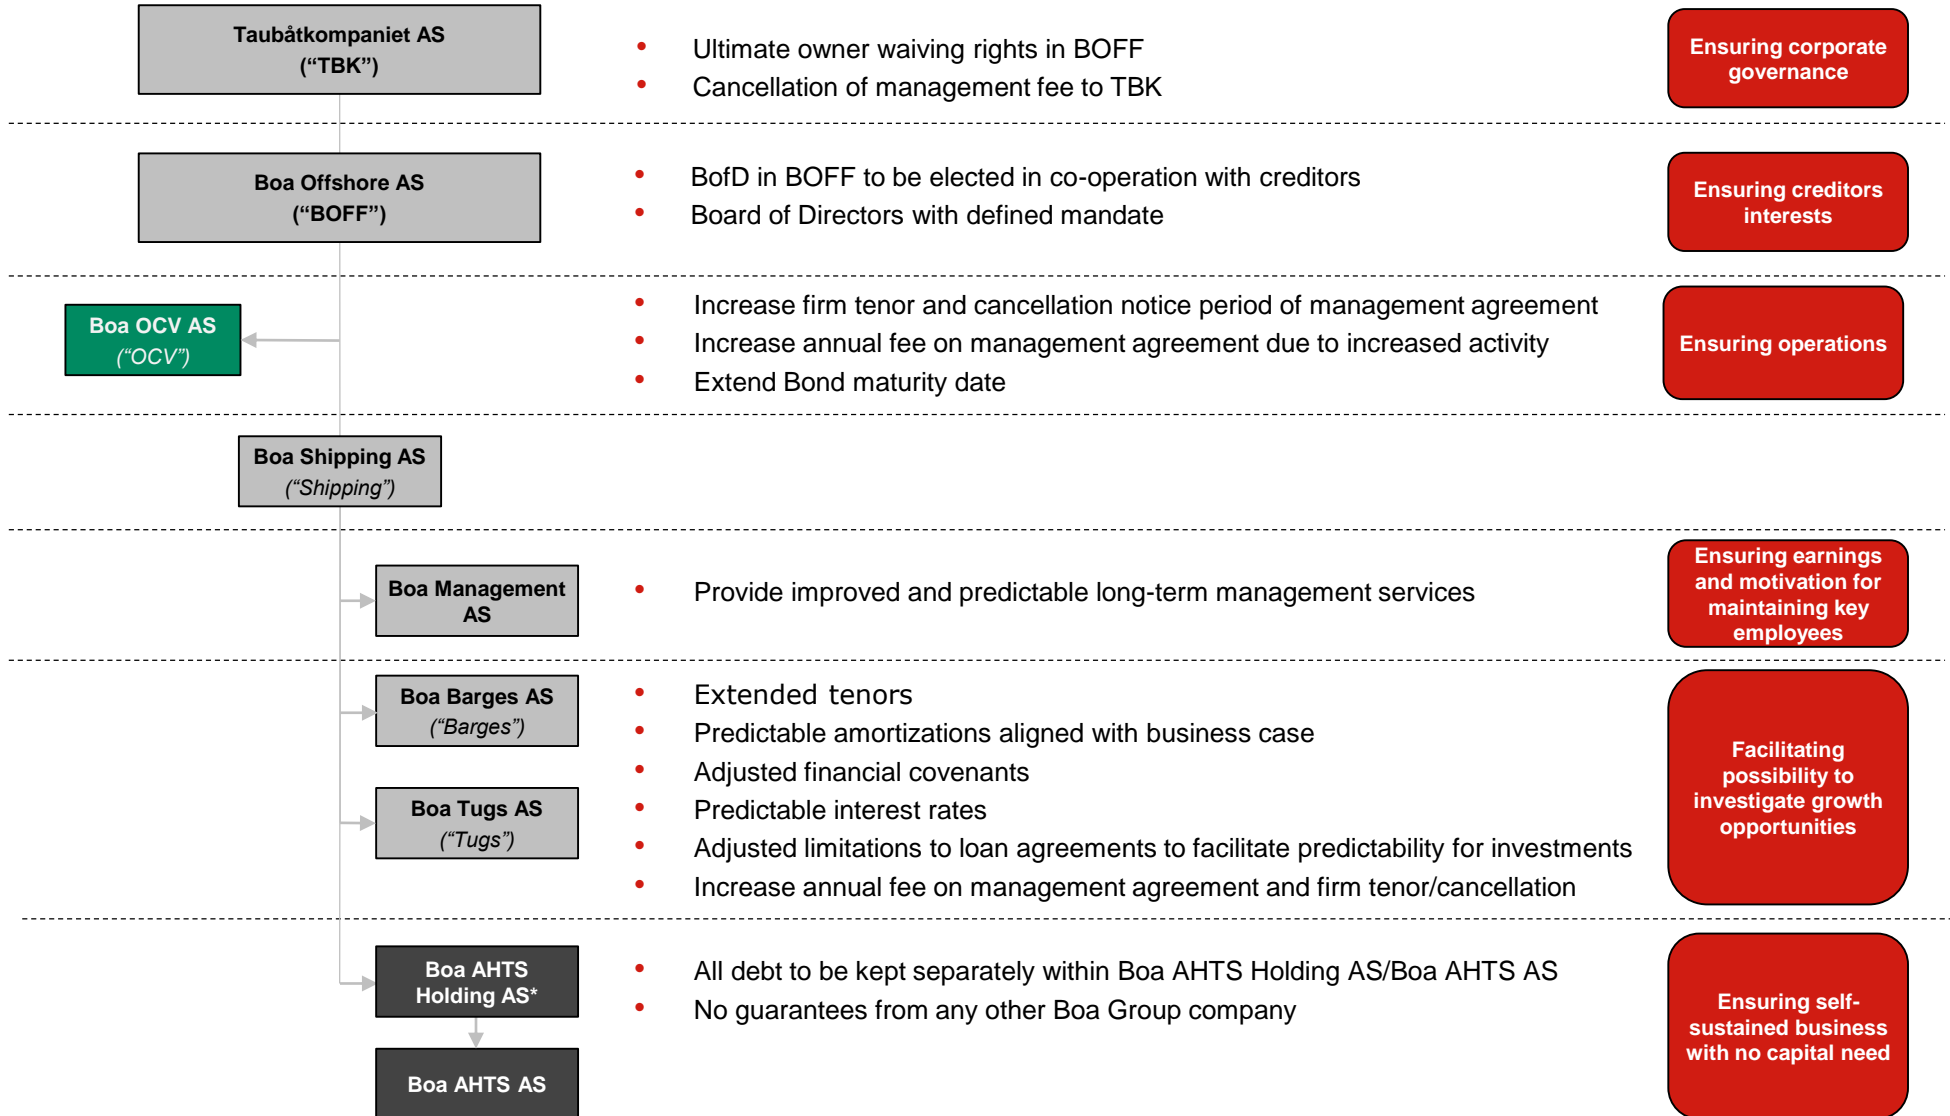 Taubåtkompaniet AS
(“TBK”)
• Ultimate owner waiving rights in BOFF
• Cancellation of management fee to TBK
Ensuring corporate
governance
Boa Offshore AS
(“BOFF”)
• BofD in BOFF to be elected in co-operation with creditors
• Board of Directors with defined mandate
Ensuring creditors
interests
Boa OCV AS
(“OCV”)
• Increase firm tenor and cancellation notice period of management agreement
• Increase annual fee on management agreement due to increased activity
• Extend Bond maturity date
Ensuring operations
Boa Shipping AS
(“Shipping”)
Boa Management
AS
• Provide improved and predictable long-term management services
Ensuring earnings
and motivation for
maintaining key
employees
Boa Barges AS
(“Barges”)
Boa Tugs AS
(“Tugs”)
• Extended tenors
• Predictable amortizations aligned with business case
• Adjusted financial covenants
• Predictable interest rates
• Adjusted limitations to loan agreements to facilitate predictability for investments
• Increase annual fee on management agreement and firm tenor/cancellation
Facilitating
possibility to
investigate growth
opportunities
Boa AHTS
Holding AS*
Boa AHTS AS
• All debt to be kept separately within Boa AHTS Holding AS/Boa AHTS AS
• No guarantees from any other Boa Group company
Ensuring self-
sustained business
with no capital need